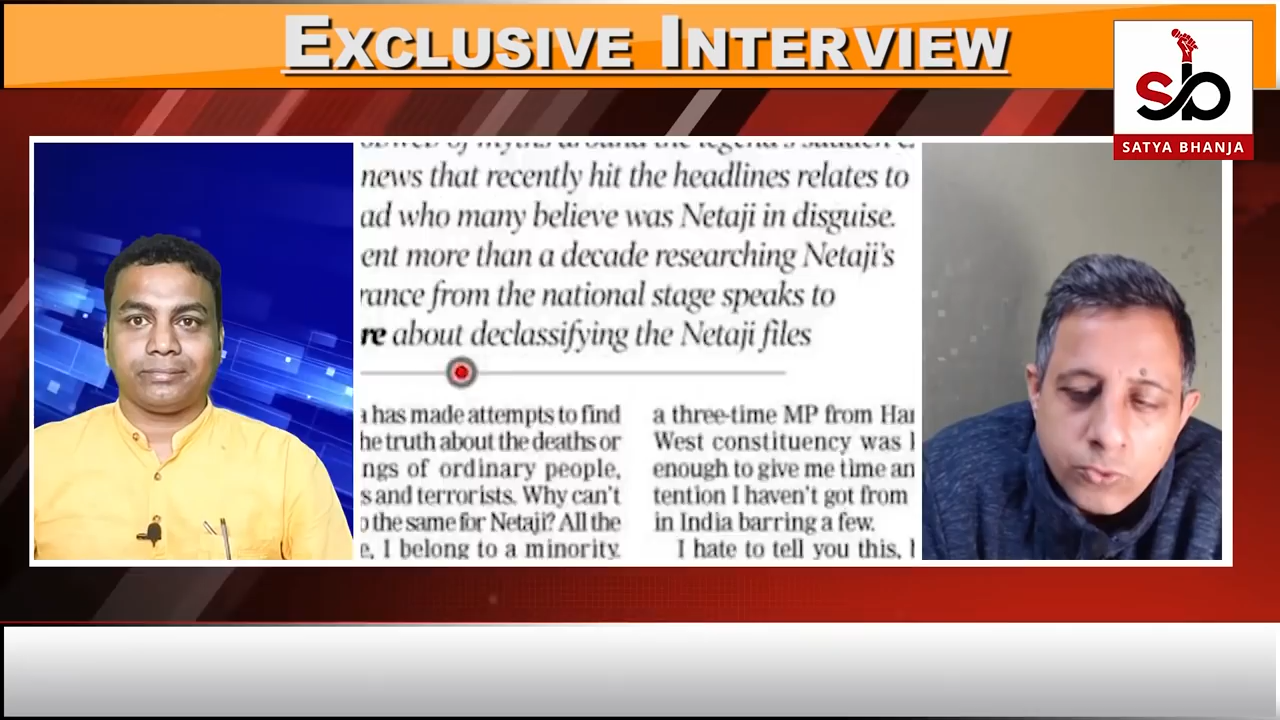 EXCLUSIVE INTERVIEW
sb
SATYA BHANJA
news that recently hit the headlines relates to
ad who many believe was Netaji in disguise.
ent more than a decade researching Netaji's
rance from the national stage speaks to
re about declassifying the Netaji files
has made attempts to find
he truth about the deaths or
ngs of ordinary people,
s and terrorists. Why can't
the same for Netaji? All the
e, I belong to a minority.
a three-time MP from Har
West constituency was
enough to give me time an
tention I haven't got from
in India barring a few.
I hate to tell you this,